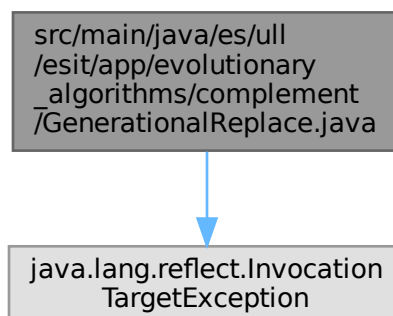 src/main/java/es/ull
/esit/app/evolutionary
_algorithms/complement
/GenerationalReplace.java
java.lang.reflect.Invocation
TargetException